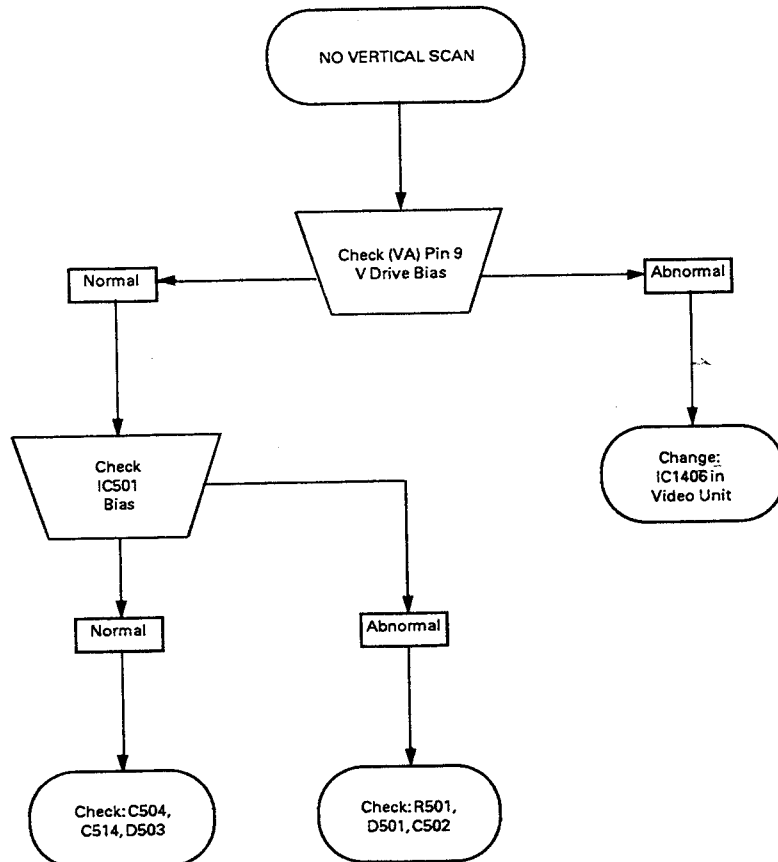 NO VERTICAL SCAN
Check (VA) Pin 9
V Drive Bias
Normal
Abnormal
Check
IC501
Bias
Change:
IC1406 in
Video Unit
Normal
Abnormal
Check: C504,
C514, D503
Check: R501,
D501, C502